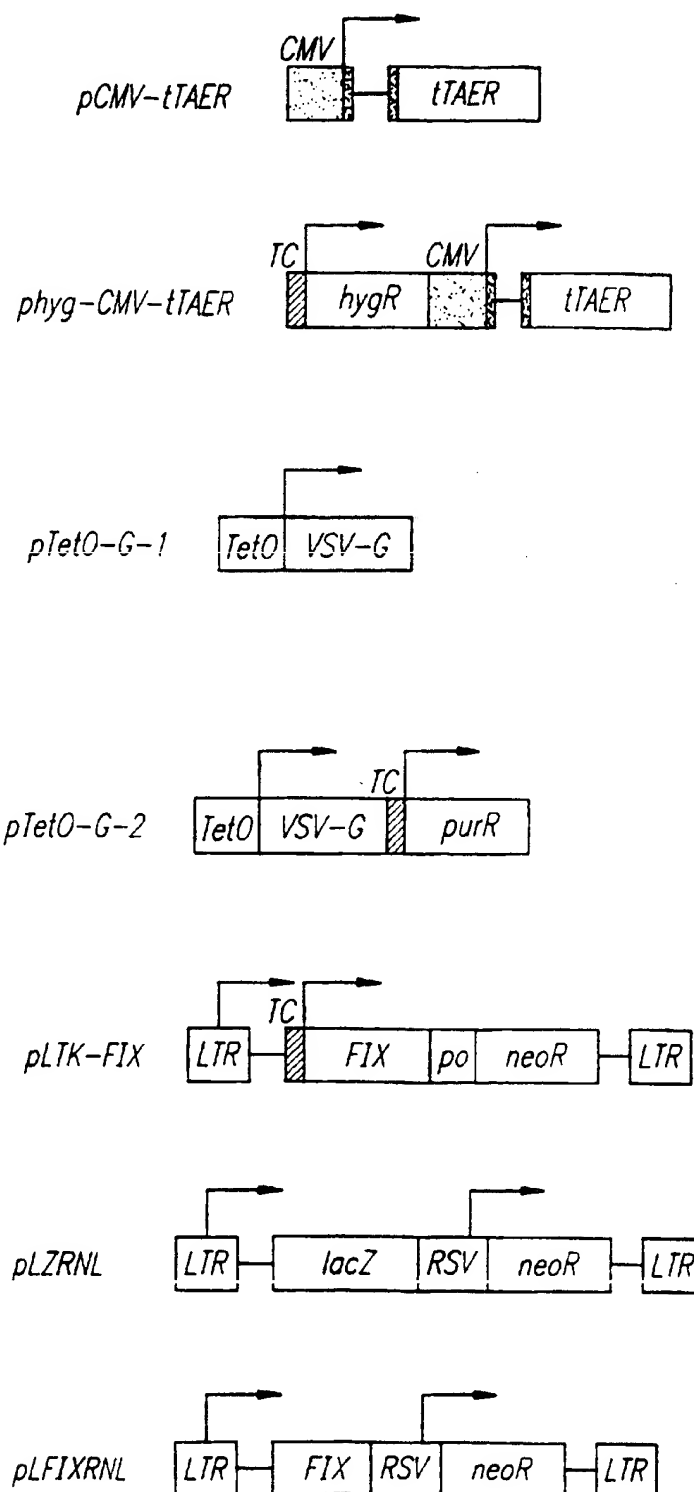 CMV
pCMV-tTAER tTAER
TC CMV
phyg-CMV-tTAER hygR tTAER
pTetO-G-1 TetO VSV-G
TC
pTetO-G-2 TetO VSV-G purR
TC
pLTK-FIX LTR FIX po neoR LTR
pLZRNL LTR lacZ RSV neoR LTR
pLFIXRNL LTR FIX RSV neoR LTR